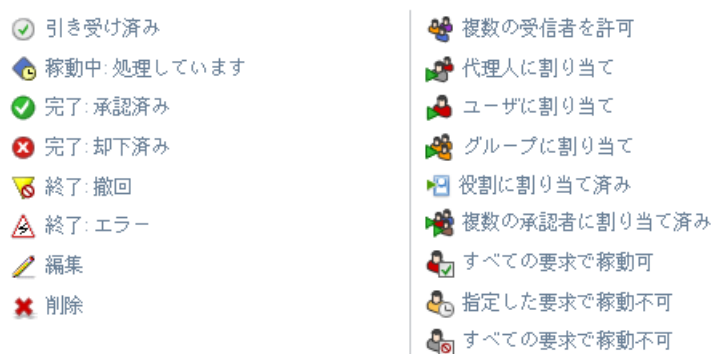 引き受け済み
稼動中: 処理しています
完了: 承認済み
完了: 却下済み
終了: 撤回
終了: エラー
編集
削除
複数の受信者を許可
代理人に割り当て
ユーザに割り当て
グループに割り当て
役割に割り当て済み
複数の承認者に割り当て済み
すべての要求で稼動可
指定した要求で稼動不可
すべての要求で稼動不可